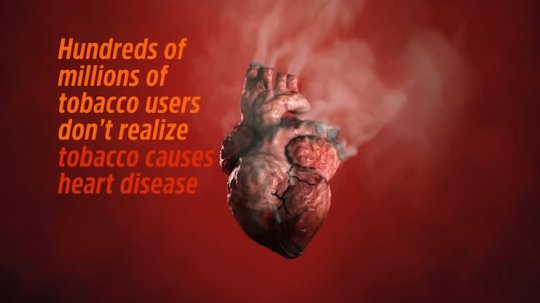 Hundreds of
millions of
tobacco users
don't realize
tobacco causes
heart disease